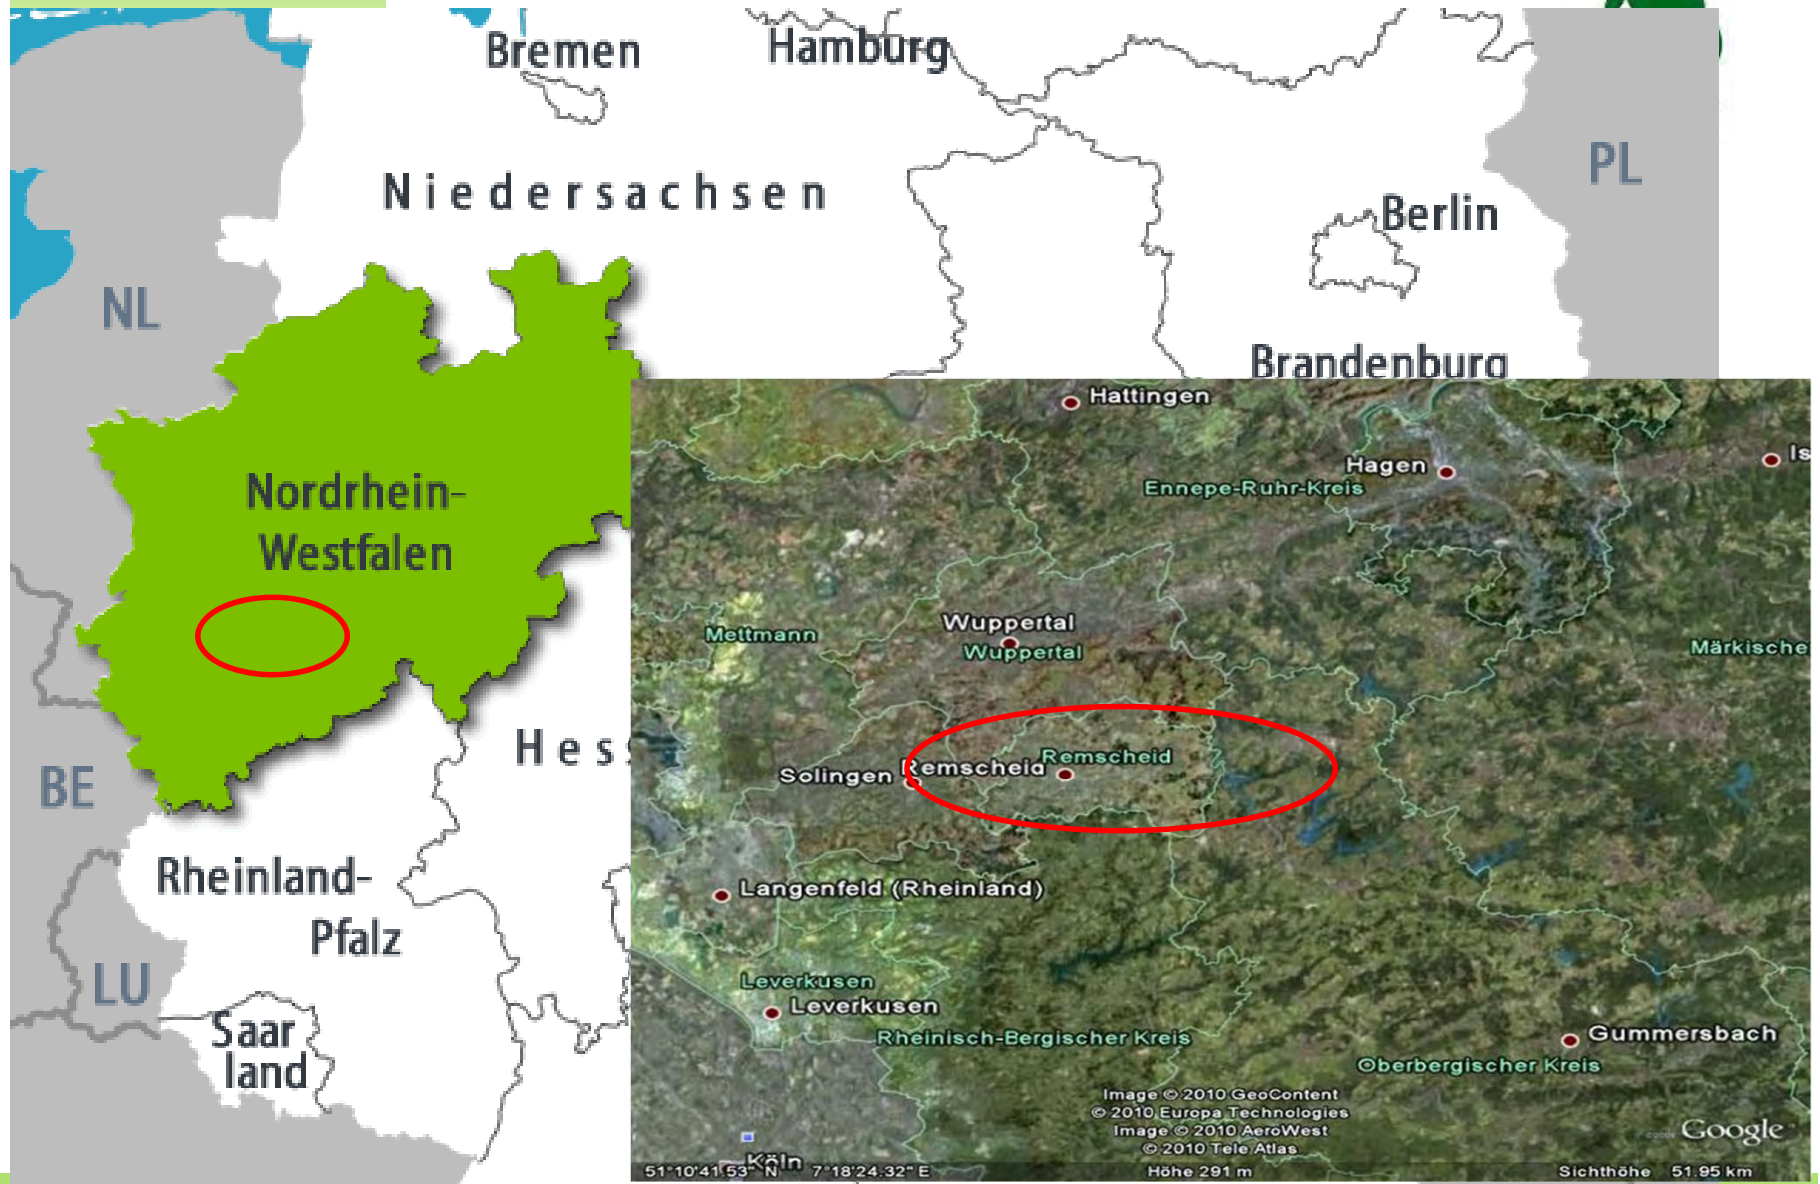 Bremen
Hamburg
Niedersachsen
PL
Berlin
NL
Brandenburg
Nordrhein-
Westfalen
Hess
BE
Rheinland-
Pfalz
LU
Saar
land
Hattingen
Hagen
Is
Ennepe-Ruhr-Kreis
Wuppertal
Mettmann
Wuppertal
Märkische
Remscheid
Solingen
Remscheid
Langenfeld (Rheinland)
Leverkusen
Leverkusen
Rheinisch-Bergischer Kreis
Gummersbach
Oberbergischer Kreis
Image © 2010 GeoContent
© 2010 Europa Technologies
Image © 2010 AeroWest
© 2010 Tele Atlas
Google
Köln
51°10'41.53" N 7°18'24.32" E
Höhe 291 m
Sichthöhe 51.95 km